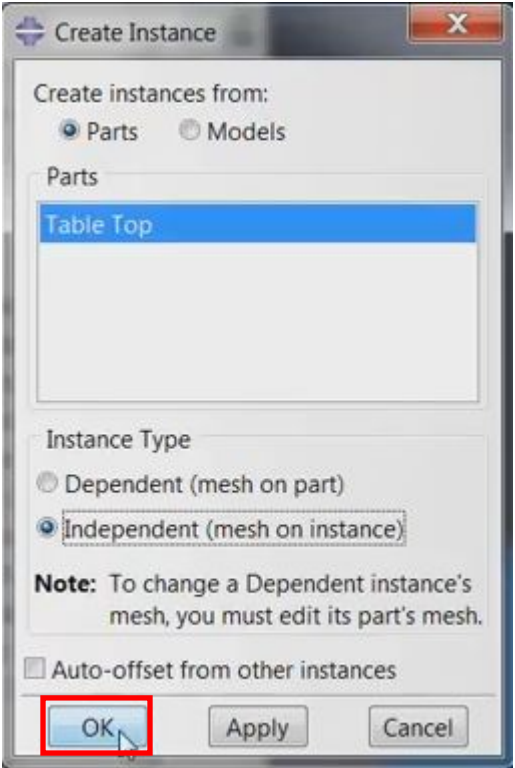 Create Instance
Create instances from:
Parts Models
Parts
Table Top
Instance Type
Dependent (mesh on part)
Independent (mesh on instance)
Note: To change a Dependent instance's
mesh, you must edit its part's mesh.
Auto-offset from other instances
OK Apply Cancel